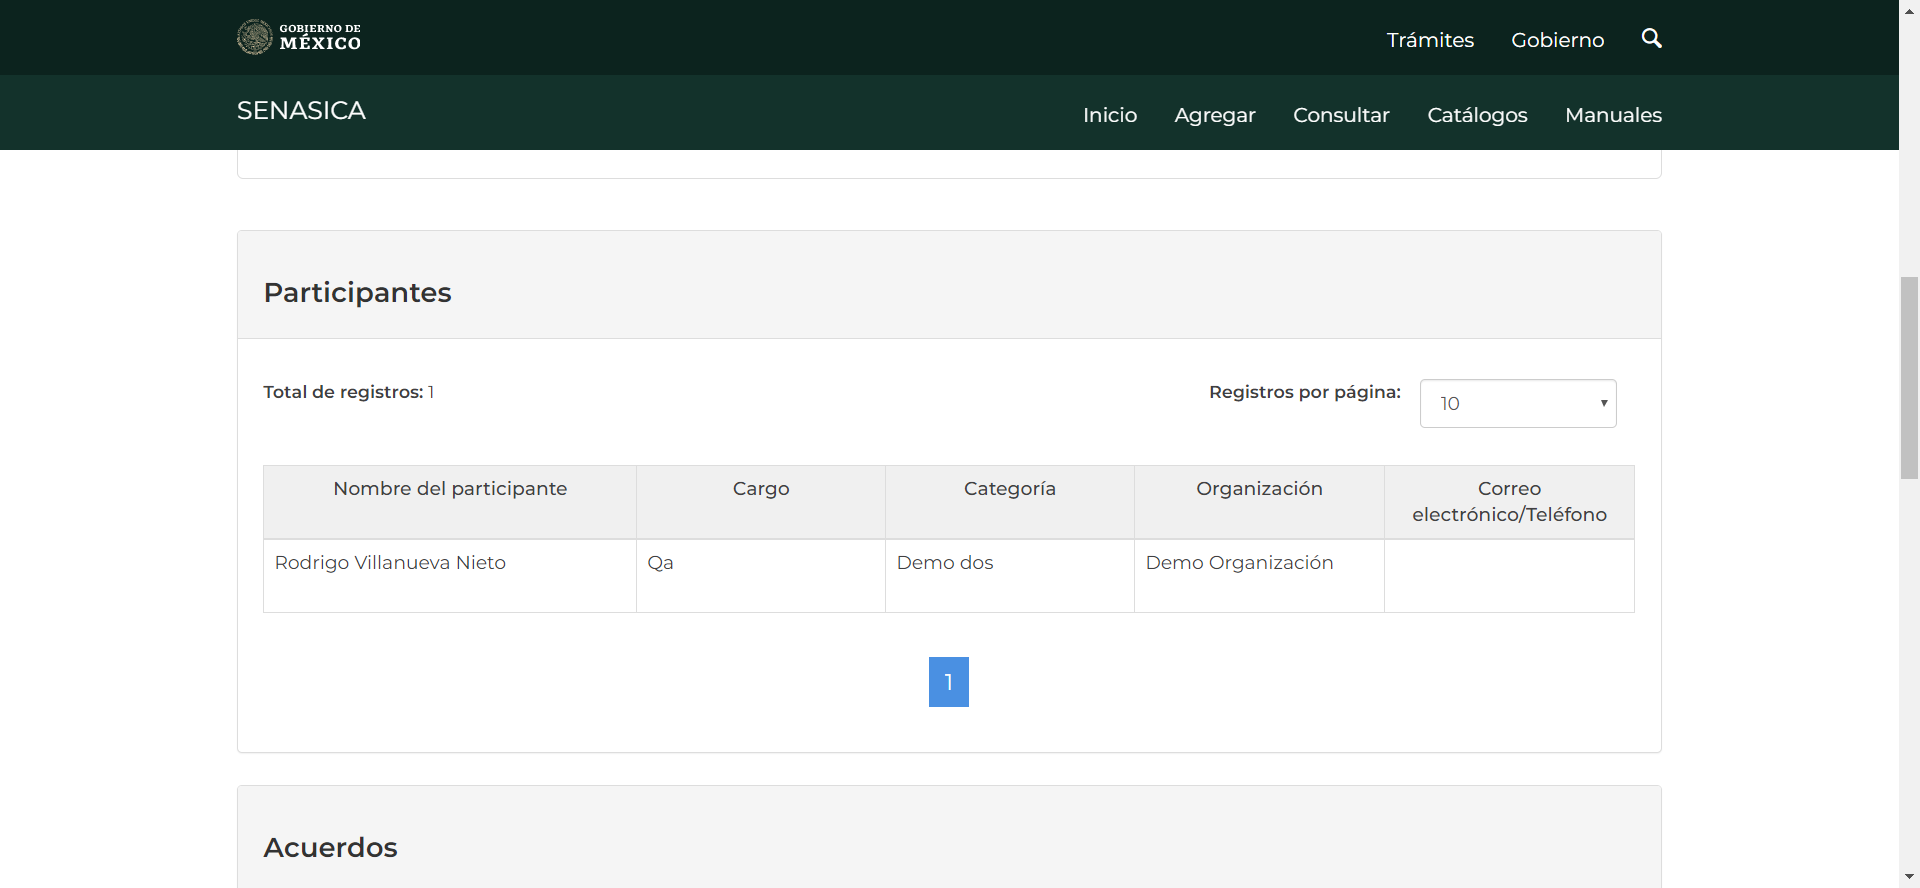 GOBIERNO DE
MÉXICO
Trámites
Gobierno
SENASICA
Inicio
Agregar
Consultar
Catálogos
Manuales
Participantes
Total de registros: 1
Registros por página:
10
Nombre del participante
Cargo
Categoría
Organización
Correo
electrónico/Teléfono
Rodrigo Villanueva Nieto
Qa
Demo dos
Demo Organización
1
Acuerdos